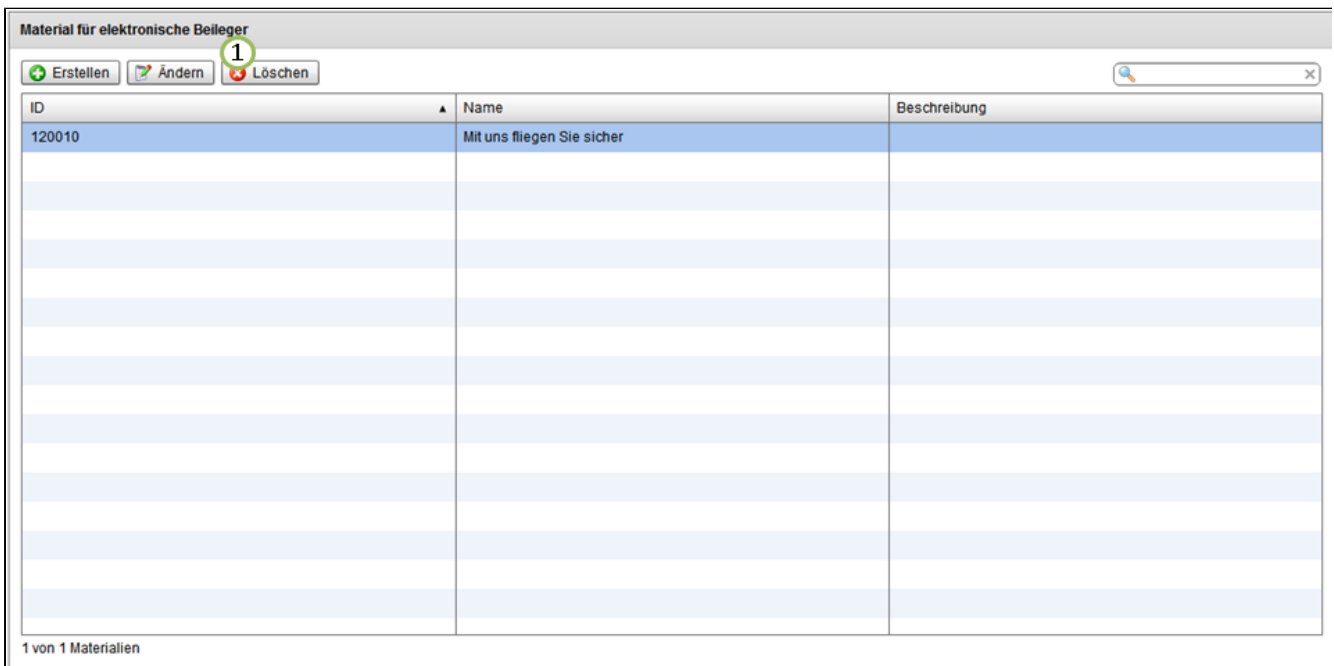 Material für elektronische Beileger
1
Erstellen Ändern Löschen
ID Name Beschreibung
120010 Mit uns fliegen Sie sicher
1 von 1 Materialien